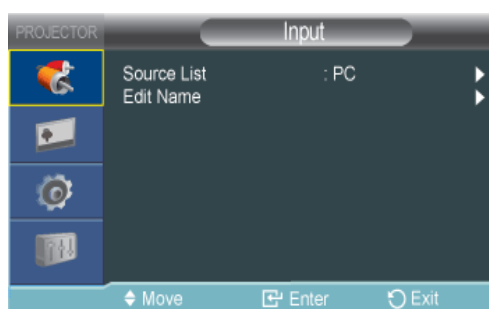 PROJECTOR
Input
Source List : PC
Edit Name
Move Enter Exit